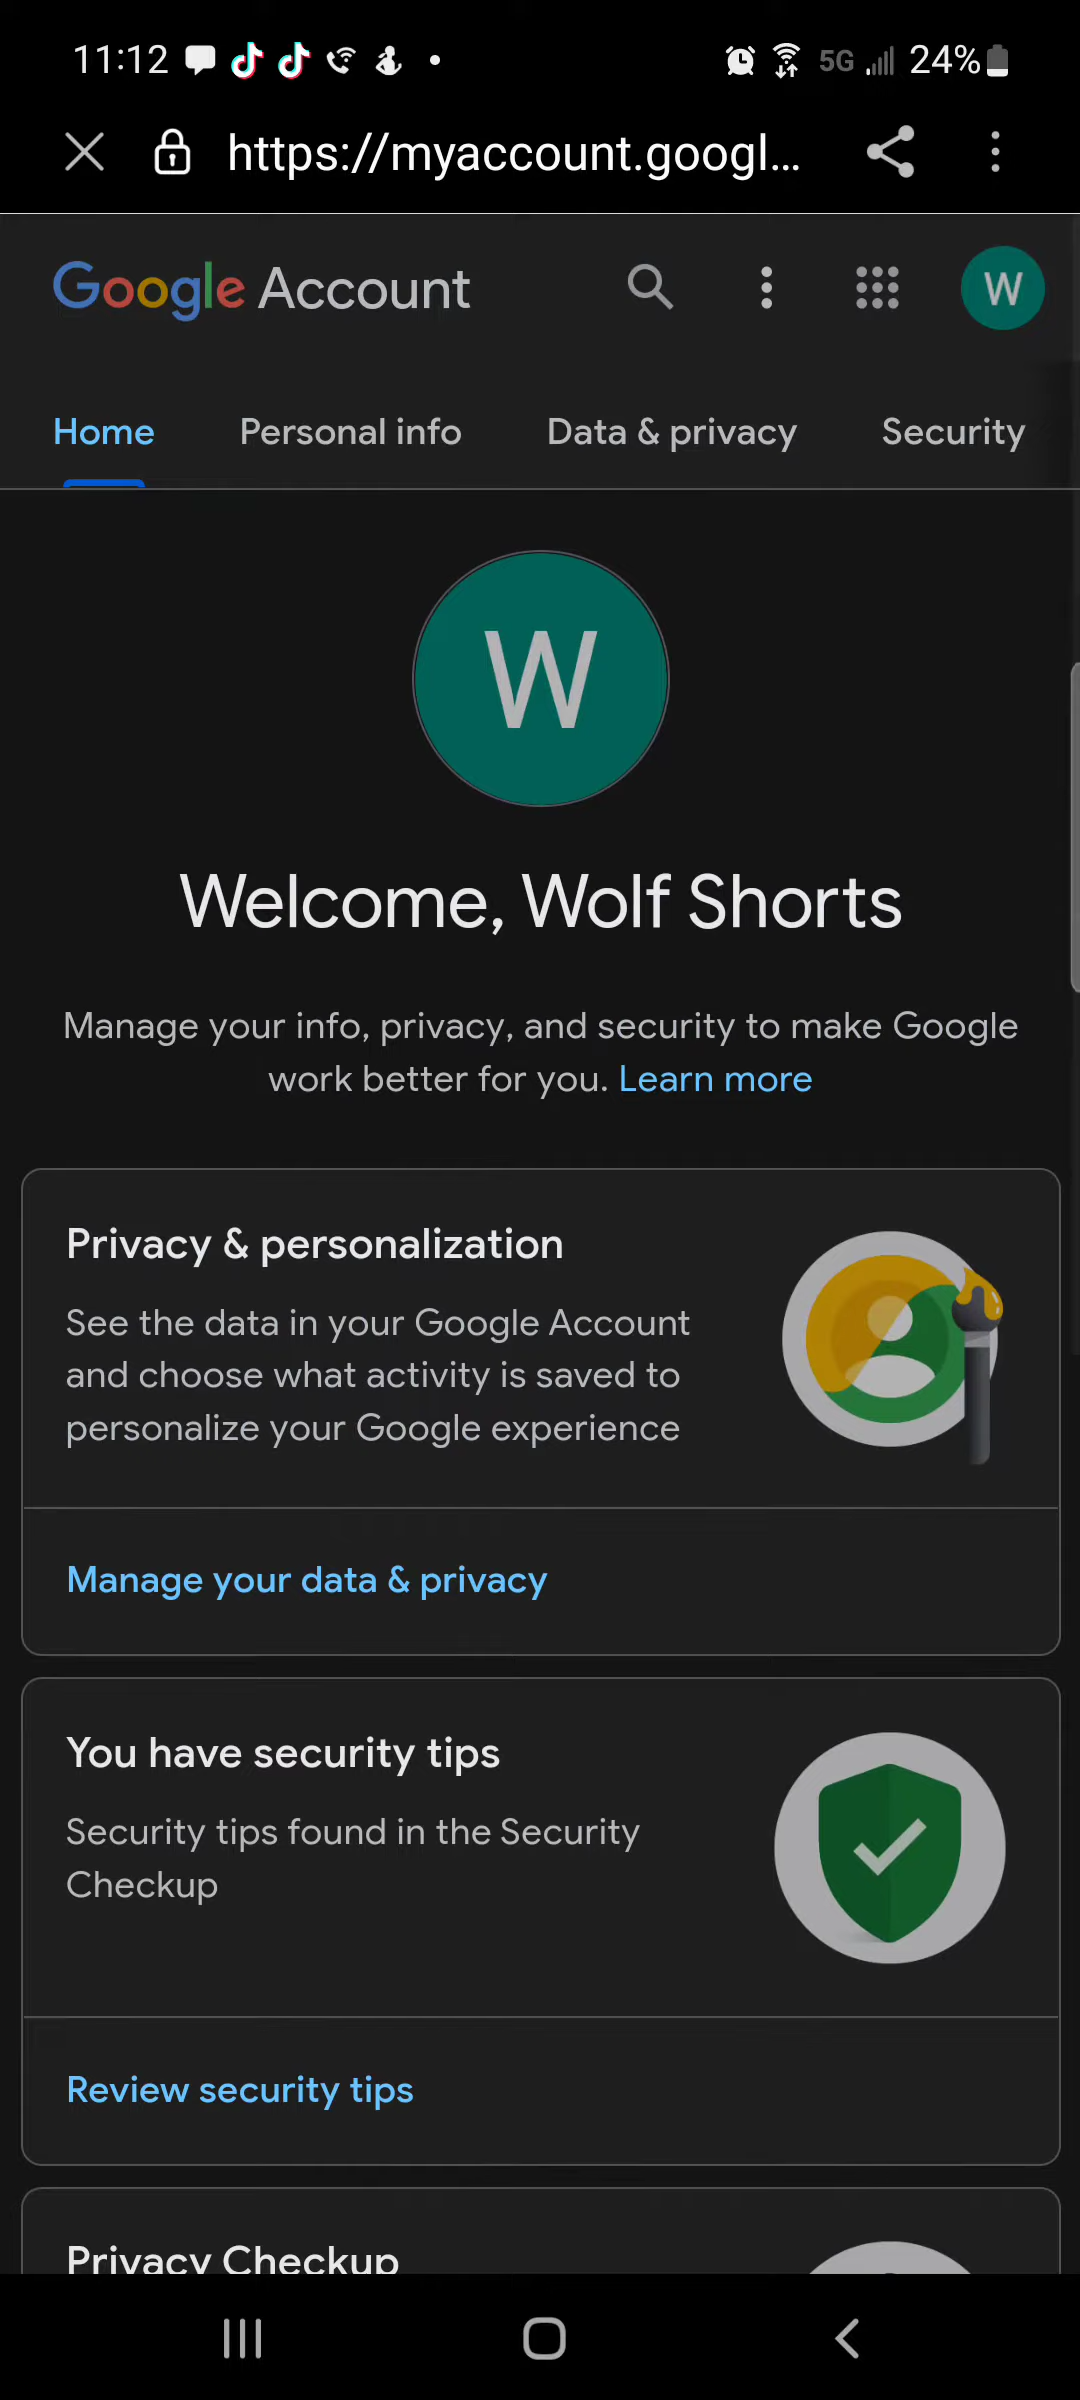 11:12 5G 24%
https://myaccount.googl...
Google Account W
Home Personal info Data & privacy Security
W
Welcome, Wolf Shorts
Manage your info, privacy, and security to make Google
work better for you. Learn more
Privacy & personalization
See the data in your Google Account
and choose what activity is saved to
personalize your Google experience
Manage your data & privacy
You have security tips
Security tips found in the Security
Checkup
Review security tips
Privacy Checkup